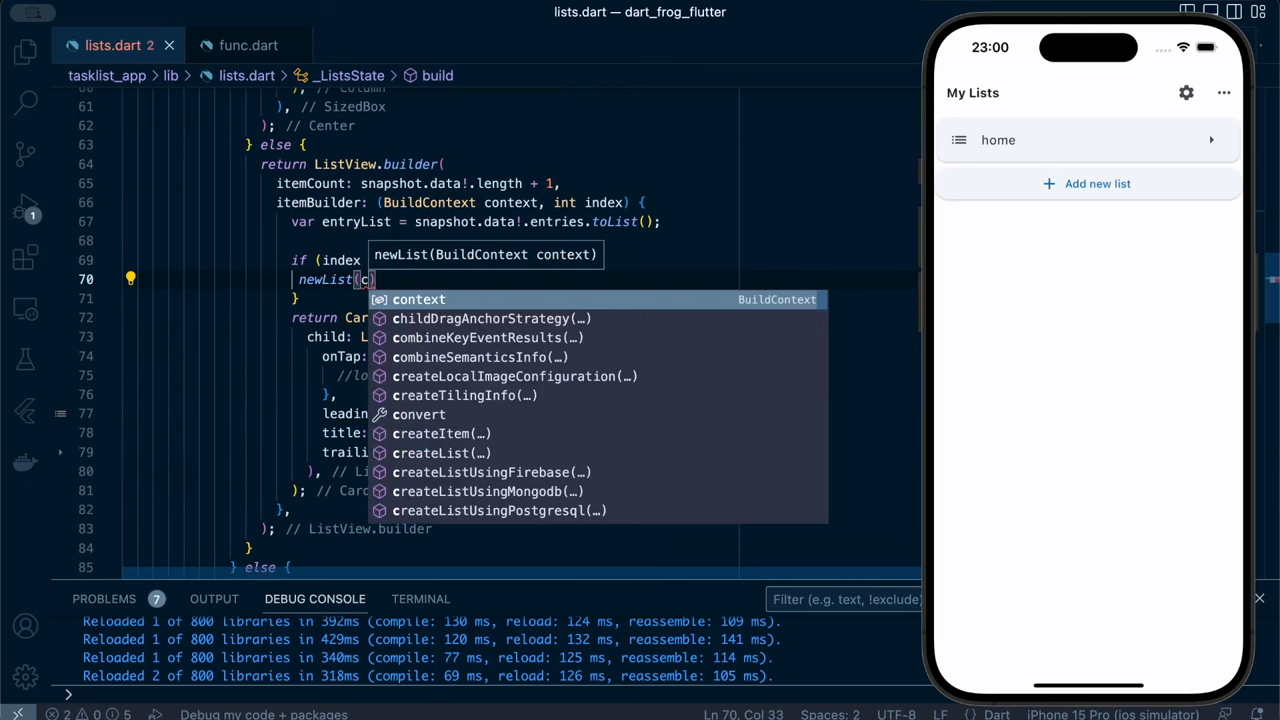 lists.dart — dart_frog_flutter
lists.dart 2
func.dart
tasklist_app > lib > lists.dart > _ListsState > build
), // Column
61 ), // SizedBox
62 ); // Center
63 } else {
64 return ListView.builder(
65 itemCount: snapshot.data!.length + 1,
66 itemBuilder: (BuildContext context, int index) {
67 var entryList = snapshot.data!.entries.toList();
68
newList(BuildContext context)
69 if (index
70 newList(c)
71 }
context BuildContext
72 return Car
childDragAnchorStrategy(…)
73 child: L
combineKeyEventResults(…)
74 onTap:
combineSemanticsInfo(…)
75 //lo
createLocalImageConfiguration(…)
76 },
createTilingInfo(…)
77 leadin
convert
78 title:
createItem(…)
79 traili
createList(…)
80 ), // Li
createListUsingFirebase(…)
81 ); // Card
createListUsingMongodb(…)
82 },
createListUsingPostgresql(…)
83 ); // ListView.builder
84 }
85 } else {
1
PROBLEMS 7 OUTPUT DEBUG CONSOLE TERMINAL
Filter (e.g. text, !exclude)
Reloaded 1 of 800 libraries in 392ms (compile: 130 ms, reload: 124 ms, reassemble: 109 ms).
Reloaded 1 of 800 libraries in 429ms (compile: 120 ms, reload: 132 ms, reassemble: 141 ms).
Reloaded 1 of 800 libraries in 340ms (compile: 77 ms, reload: 125 ms, reassemble: 114 ms).
Reloaded 2 of 800 libraries in 318ms (compile: 69 ms, reload: 126 ms, reassemble: 105 ms).
>
2 0 5 Debug my code + packages Ln 70, Col 33 Spaces: 2 UTF-8 LF {} Dart iPhone 15 Pro (ios simulator)
23:00
My Lists
home
+ Add new list